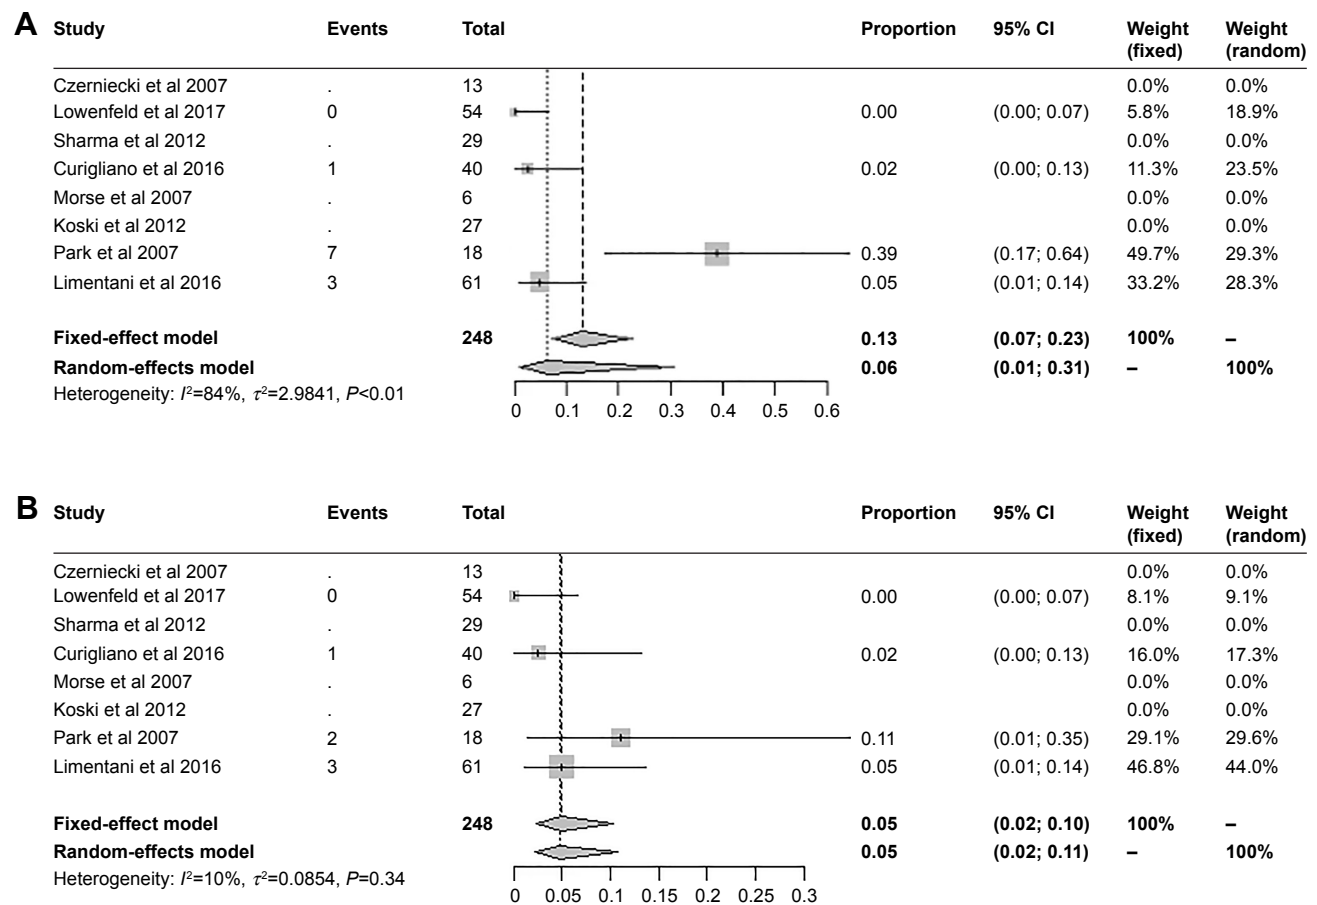 A Study Events Total Proportion 95% CI Weight (fixed) Weight (random)
Czerniecki et al 2007 . 13 0.0% 0.0%
Lowenfeld et al 2017 0 54 0.00 (0.00; 0.07) 5.8% 18.9%
Sharma et al 2012 . 29 0.0% 0.0%
Curigliano et al 2016 1 40 0.02 (0.00; 0.13) 11.3% 23.5%
Morse et al 2007 . 6 0.0% 0.0%
Koski et al 2012 . 27 0.0% 0.0%
Park et al 2007 7 18 0.39 (0.17; 0.64) 49.7% 29.3%
Limentani et al 2016 3 61 0.05 (0.01; 0.14) 33.2% 28.3%
Fixed-effect model 248 0.13 (0.07; 0.23) 100% –
Random-effects model 0.06 (0.01; 0.31) – 100%
Heterogeneity: I²=84%, τ²=2.9841, P<0.01
0 0.1 0.2 0.3 0.4 0.5 0.6
B Study Events Total Proportion 95% CI Weight (fixed) Weight (random)
Czerniecki et al 2007 . 13 0.0% 0.0%
Lowenfeld et al 2017 0 54 0.00 (0.00; 0.07) 8.1% 9.1%
Sharma et al 2012 . 29 0.0% 0.0%
Curigliano et al 2016 1 40 0.02 (0.00; 0.13) 16.0% 17.3%
Morse et al 2007 . 6 0.0% 0.0%
Koski et al 2012 . 27 0.0% 0.0%
Park et al 2007 2 18 0.11 (0.01; 0.35) 29.1% 29.6%
Limentani et al 2016 3 61 0.05 (0.01; 0.14) 46.8% 44.0%
Fixed-effect model 248 0.05 (0.02; 0.10) 100% –
Random-effects model 0.05 (0.02; 0.11) – 100%
Heterogeneity: I²=10%, τ²=0.0854, P=0.34
0 0.05 0.1 0.15 0.2 0.25 0.3